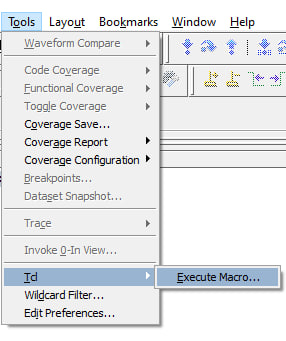 Tools Layout Bookmarks Window Help
Waveform Compare
Code Coverage
Functional Coverage
Toggle Coverage
Coverage Save...
Coverage Report
Coverage Configuration
Breakpoints...
Dataset Snapshot...
Trace
Invoke 0-In View...
Tcl Execute Macro...
Wildcard Filter...
Edit Preferences...